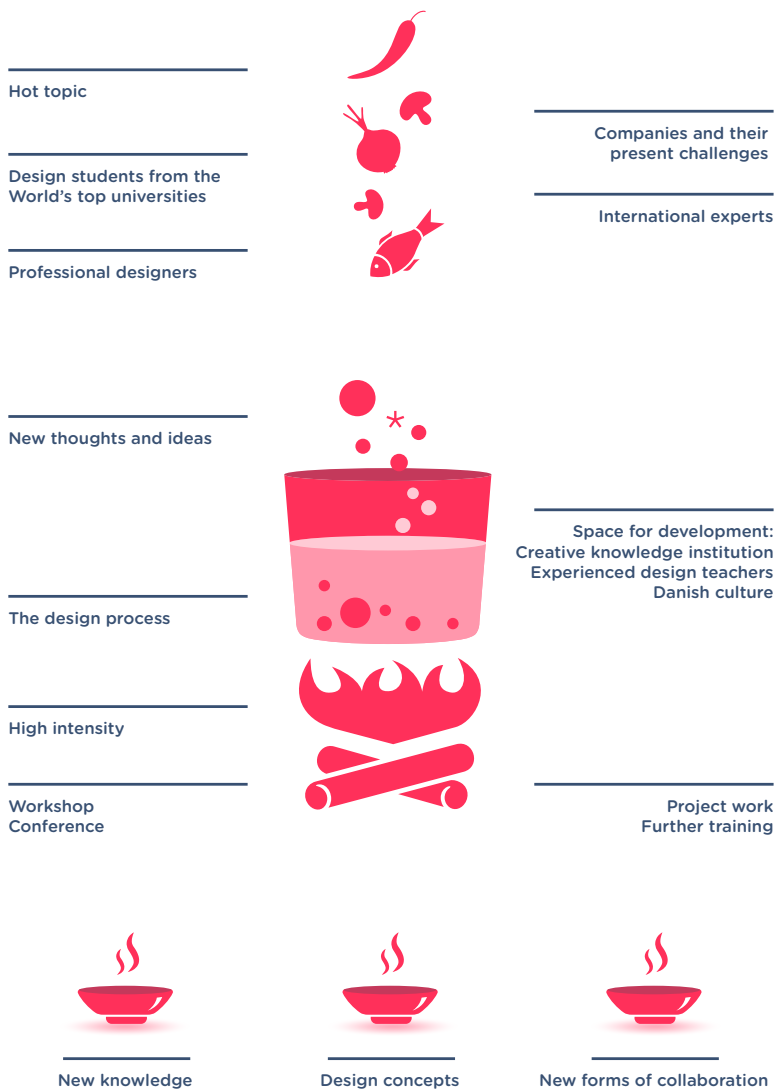 Hot topic
Companies and their
present challenges
Design students from the
World's top universities
International experts
Professional designers
New thoughts and ideas
Space for development:
Creative knowledge institution
Experienced design teachers
Danish culture
The design process
High intensity
Workshop
Conference
Project work
Further training
New knowledge
Design concepts
New forms of collaboration